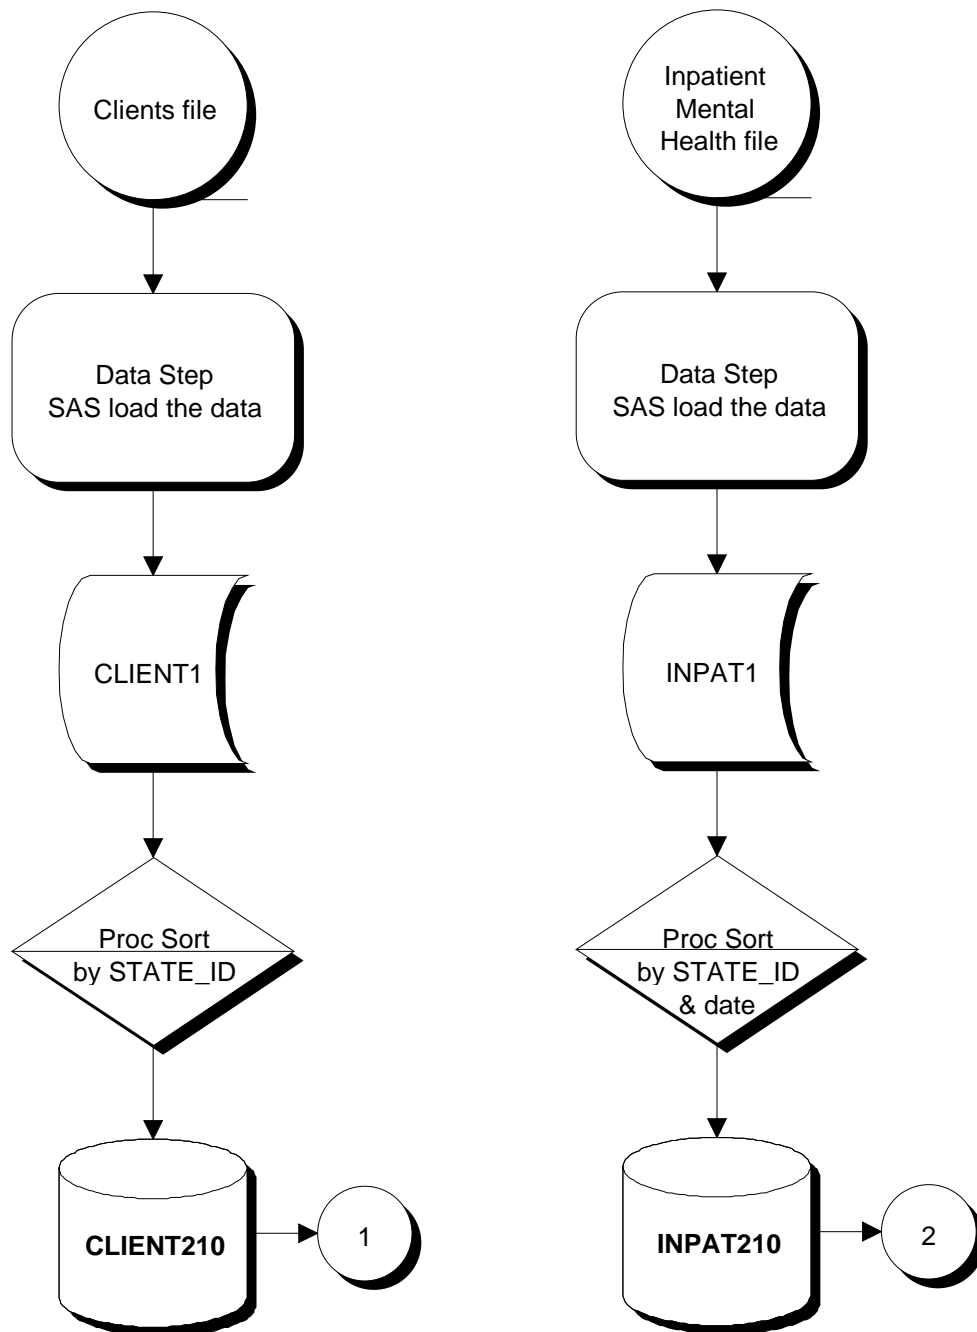 Clients file
Data Step
SAS load the data
CLIENT1
Proc Sort
by STATE_ID
CLIENT210
1
Inpatient
Mental
Health file
Data Step
SAS load the data
INPAT1
Proc Sort
by STATE_ID
& date
INPAT210
2